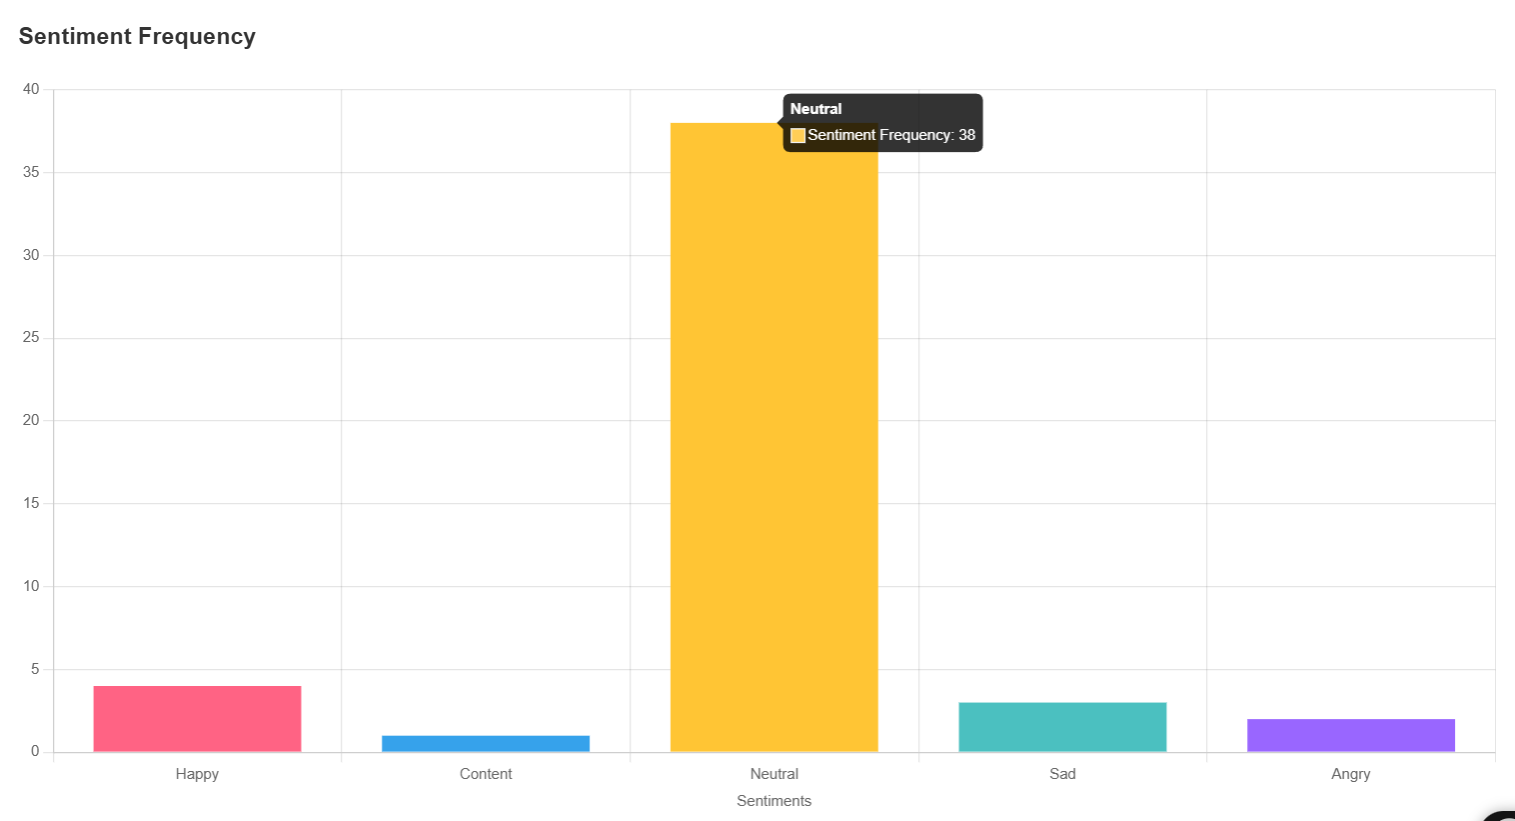 Sentiment Frequency
40
Neutral
Sentiment Frequency: 38
35
30
25
20
15
10
5
0
Happy Content Neutral Sad Angry
Sentiments